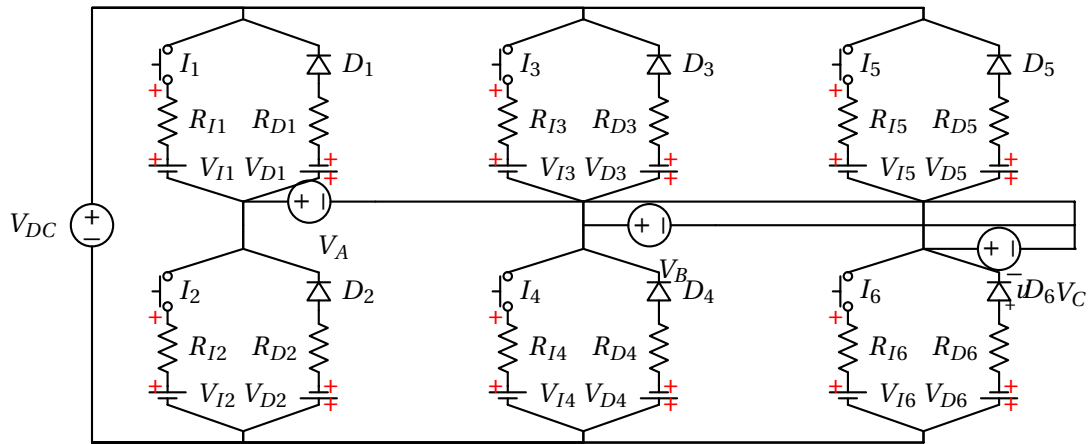 I1 D1 I3 D3 I5 D5
+ + +
RI1 RD1 RI3 RD3 RI5 RD5
+ VI1 VD1 + + VI3 VD3 + + VI5 VD5 +
+ + +
+ −
VDC + − VA + − VB + −
I2 D2 I4 D4 I6 − u + D6 VC
+ + +
RI2 RD2 RI4 RD4 RI6 RD6
+ VI2 VD2 + + VI4 VD4 + + VI6 VD6 +
+ + +